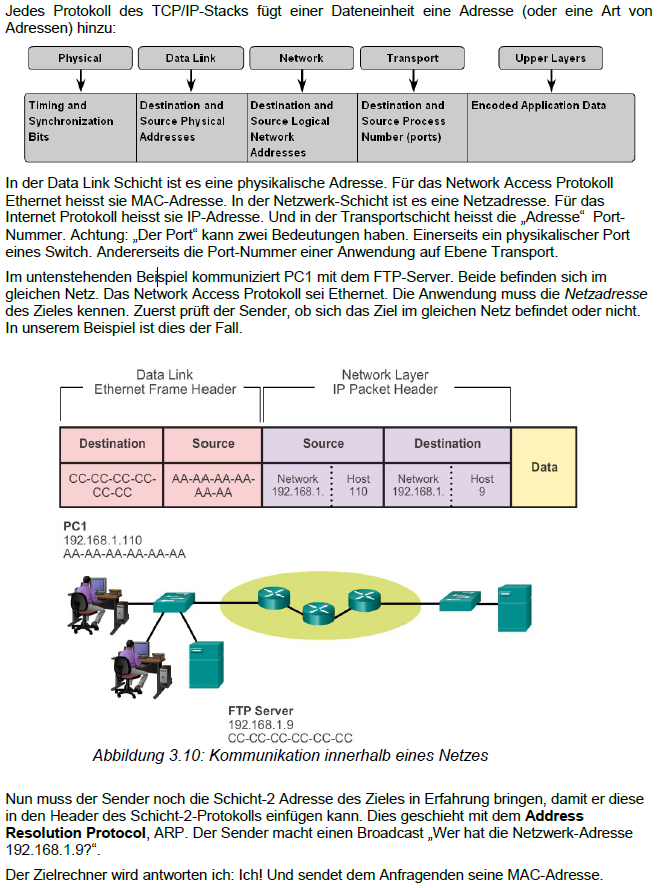 Jedes Protokoll des TCP/IP-Stacks fügt einer Dateneinheit eine Adresse (oder eine Art von
Adressen) hinzu:
Physical
Data Link
Network
Transport
Upper Layers
Timing and
Synchronization
Bits
Destination and
Source Physical
Addresses
Destination and
Source Logical
Network
Addresses
Destination and
Source Process
Number (ports)
Encoded Application Data
In der Data Link Schicht ist es eine physikalische Adresse. Für das Network Access Protokoll
Ethernet heisst sie MAC-Adresse. In der Netzwerk-Schicht ist es eine Netzadresse. Für das
Internet Protokoll heisst sie IP-Adresse. Und in der Transportschicht heisst die „Adresse“ Port-
Nummer. Achtung: „Der Port“ kann zwei Bedeutungen haben. Einerseits ein physikalischer Port
eines Switch. Andererseits die Port-Nummer einer Anwendung auf Ebene Transport.
Im untenstehenden Beispiel kommuniziert PC1 mit dem FTP-Server. Beide befinden sich im
gleichen Netz. Das Network Access Protokoll sei Ethernet. Die Anwendung muss die Netzadresse
des Zieles kennen. Zuerst prüft der Sender, ob sich das Ziel im gleichen Netz befindet oder nicht.
In unserem Beispiel ist dies der Fall.
Data Link
Ethernet Frame Header
Network Layer
IP Packet Header
Destination
Source
Source
Destination
Data
CC-CC-CC-CC-
CC-CC
AA-AA-AA-AA-
AA-AA
Network
192.168.1.
Host
110
Network
192.168.1.
Host
9
PC1
192.168.1.110
AA-AA-AA-AA-AA-AA
FTP Server
192.168.1.9
CC-CC-CC-CC-CC-CC
Abbildung 3.10: Kommunikation innerhalb eines Netzes
Nun muss der Sender noch die Schicht-2 Adresse des Zieles in Erfahrung bringen, damit er diese
in den Header des Schicht-2-Protokolls einfügen kann. Dies geschieht mit dem Address
Resolution Protocol, ARP. Der Sender macht einen Broadcast „Wer hat die Netzwerk-Adresse
192.168.1.9?“.
Der Zielrechner wird antworten ich: Ich! Und sendet dem Anfragenden seine MAC-Adresse.